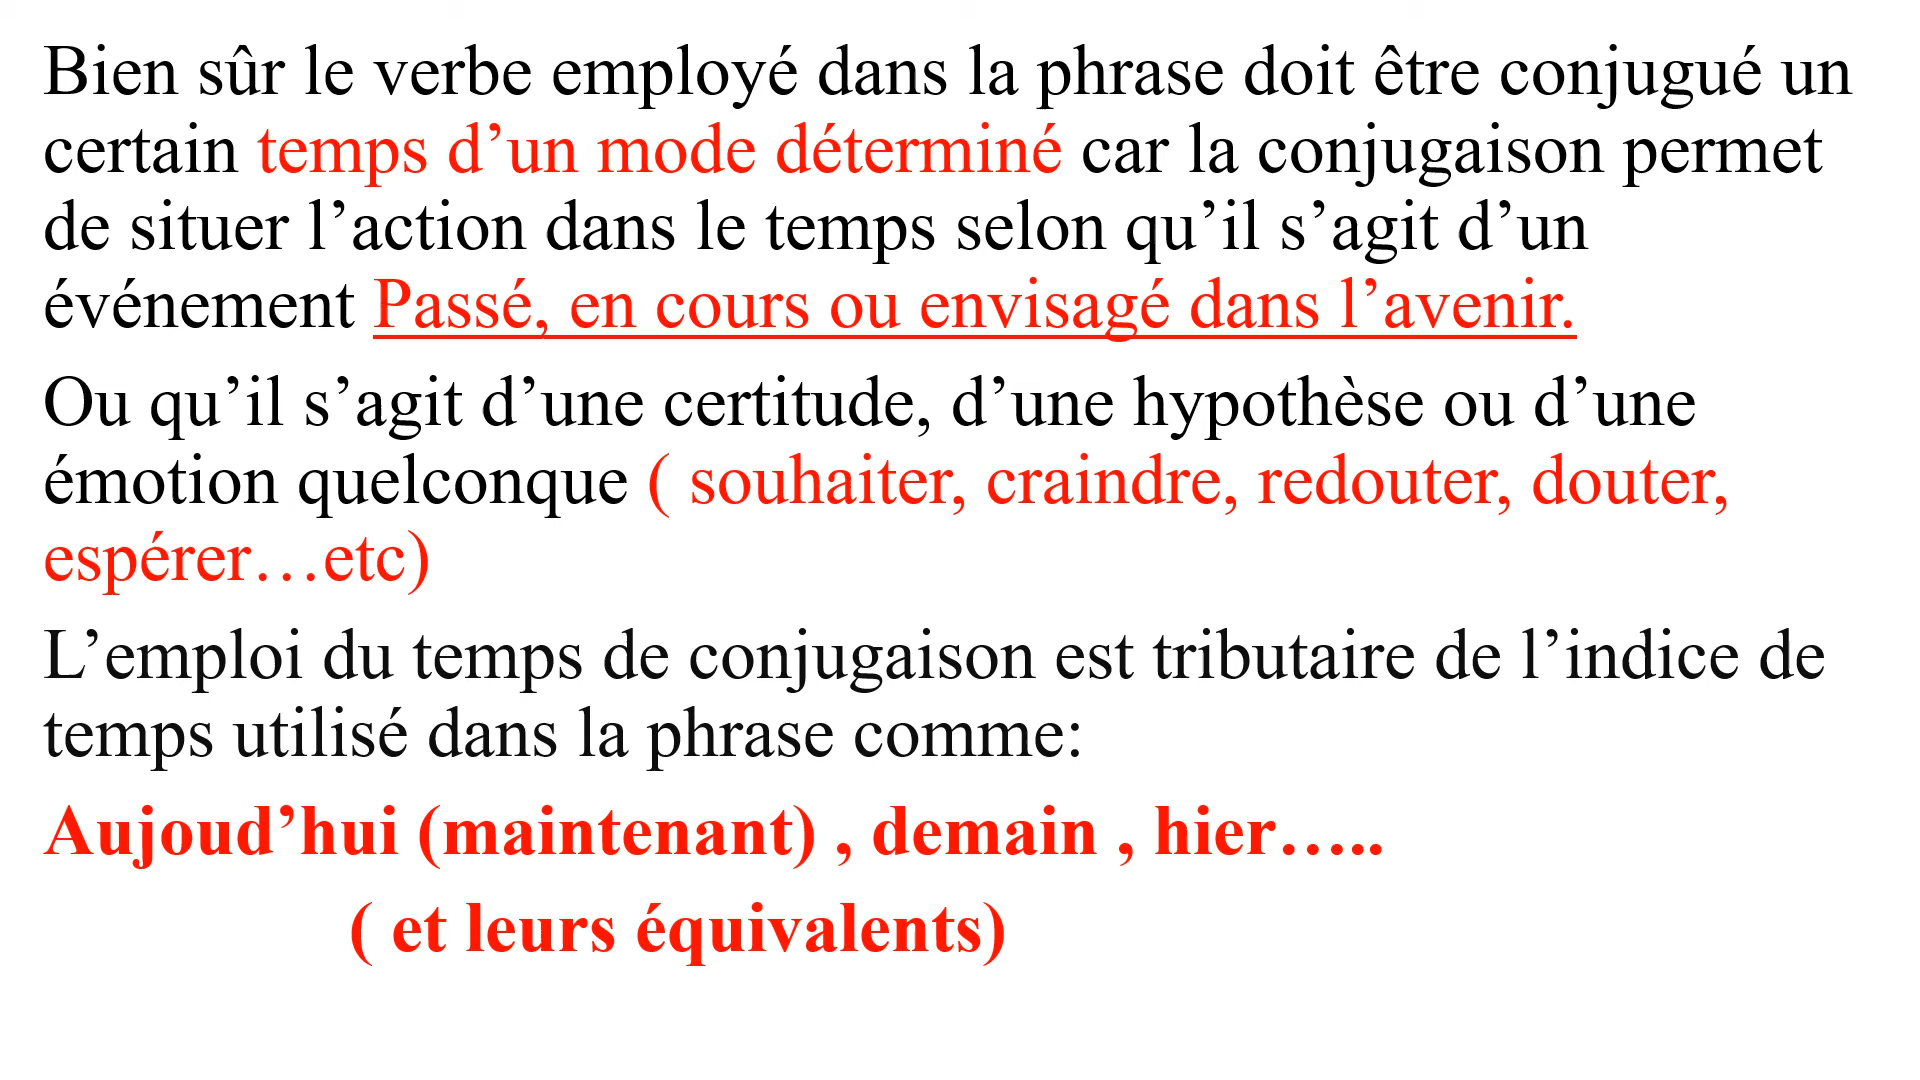 Bien sûr le verbe employé dans la phrase doit être conjugué un
certain temps d’un mode déterminé car la conjugaison permet
de situer l’action dans le temps selon qu’il s’agit d’un
événement Passé, en cours ou envisagé dans l’avenir.
Ou qu’il s’agit d’une certitude, d’une hypothèse ou d’une
émotion quelconque ( souhaiter, craindre, redouter, douter,
espérer…etc)
L’emploi du temps de conjugaison est tributaire de l’indice de
temps utilisé dans la phrase comme:
Aujoud’hui (maintenant) , demain , hier…..
( et leurs équivalents)